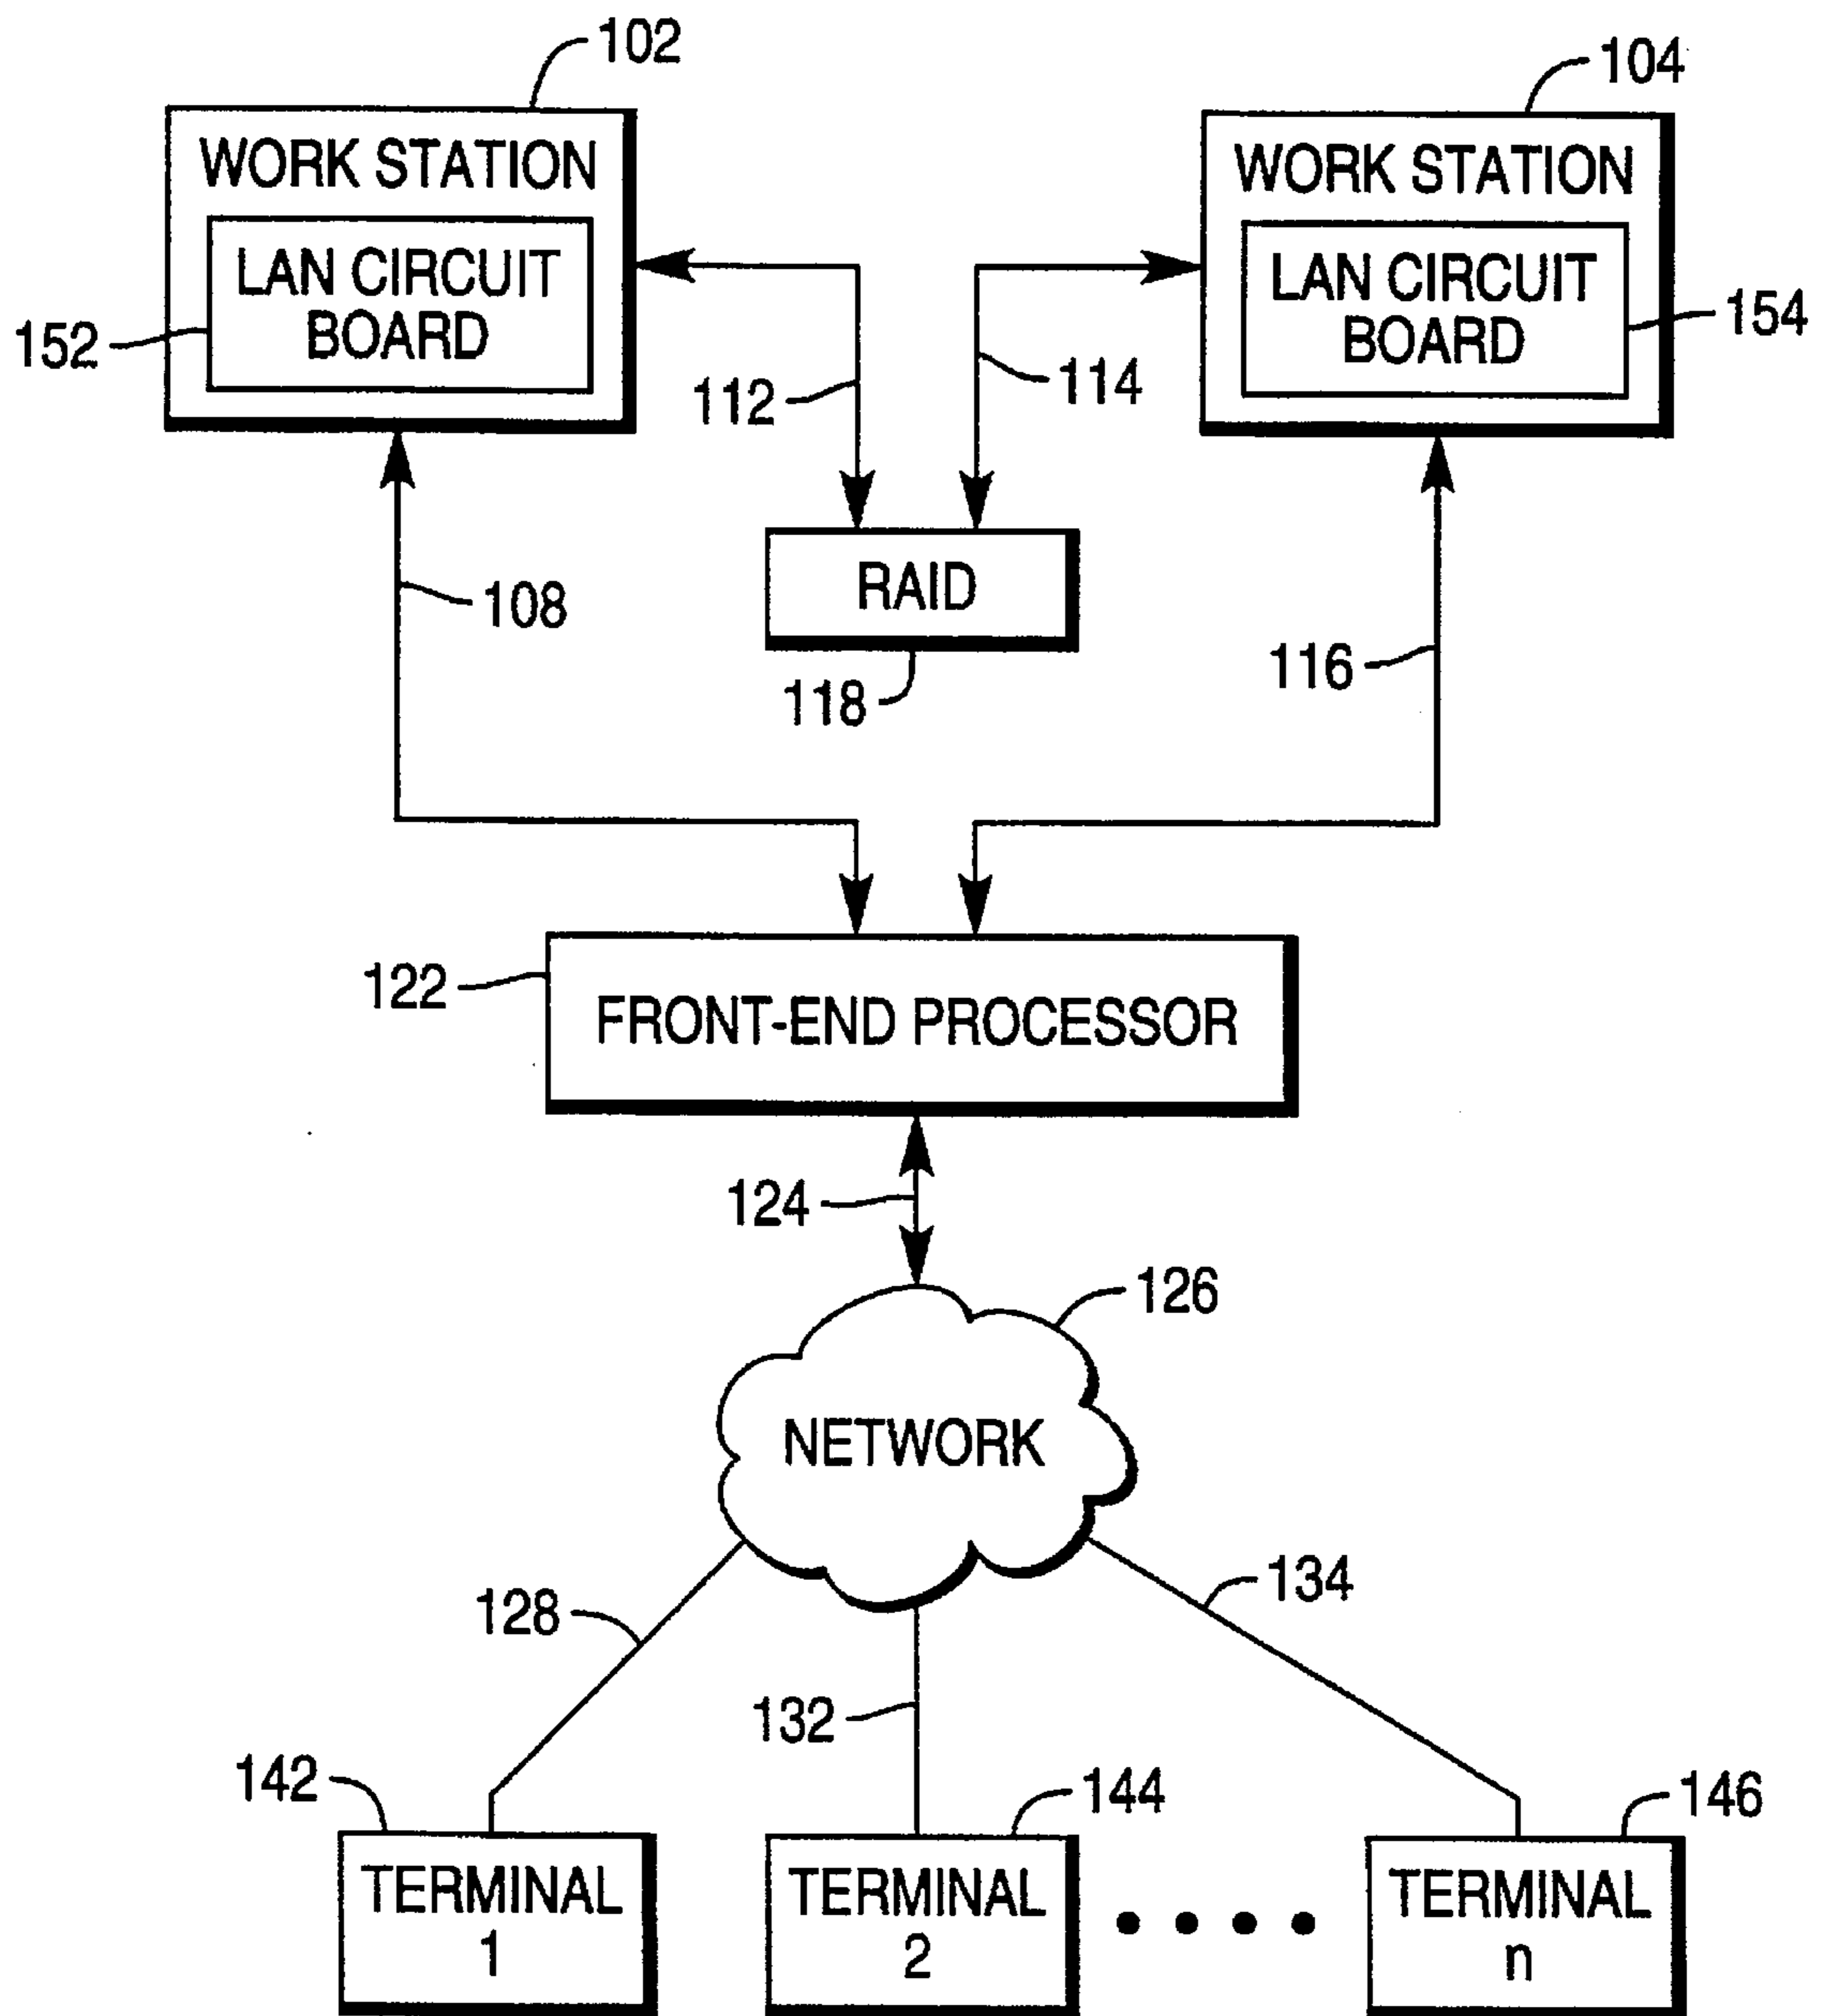 102
104
WORK STATION
LAN CIRCUIT
BOARD
152
WORK STATION
LAN CIRCUIT
BOARD
154
112
114
108
RAID
118
116
122
FRONT-END PROCESSOR
124
126
NETWORK
128
134
132
142
144
146
TERMINAL
1
TERMINAL
2
TERMINAL
n